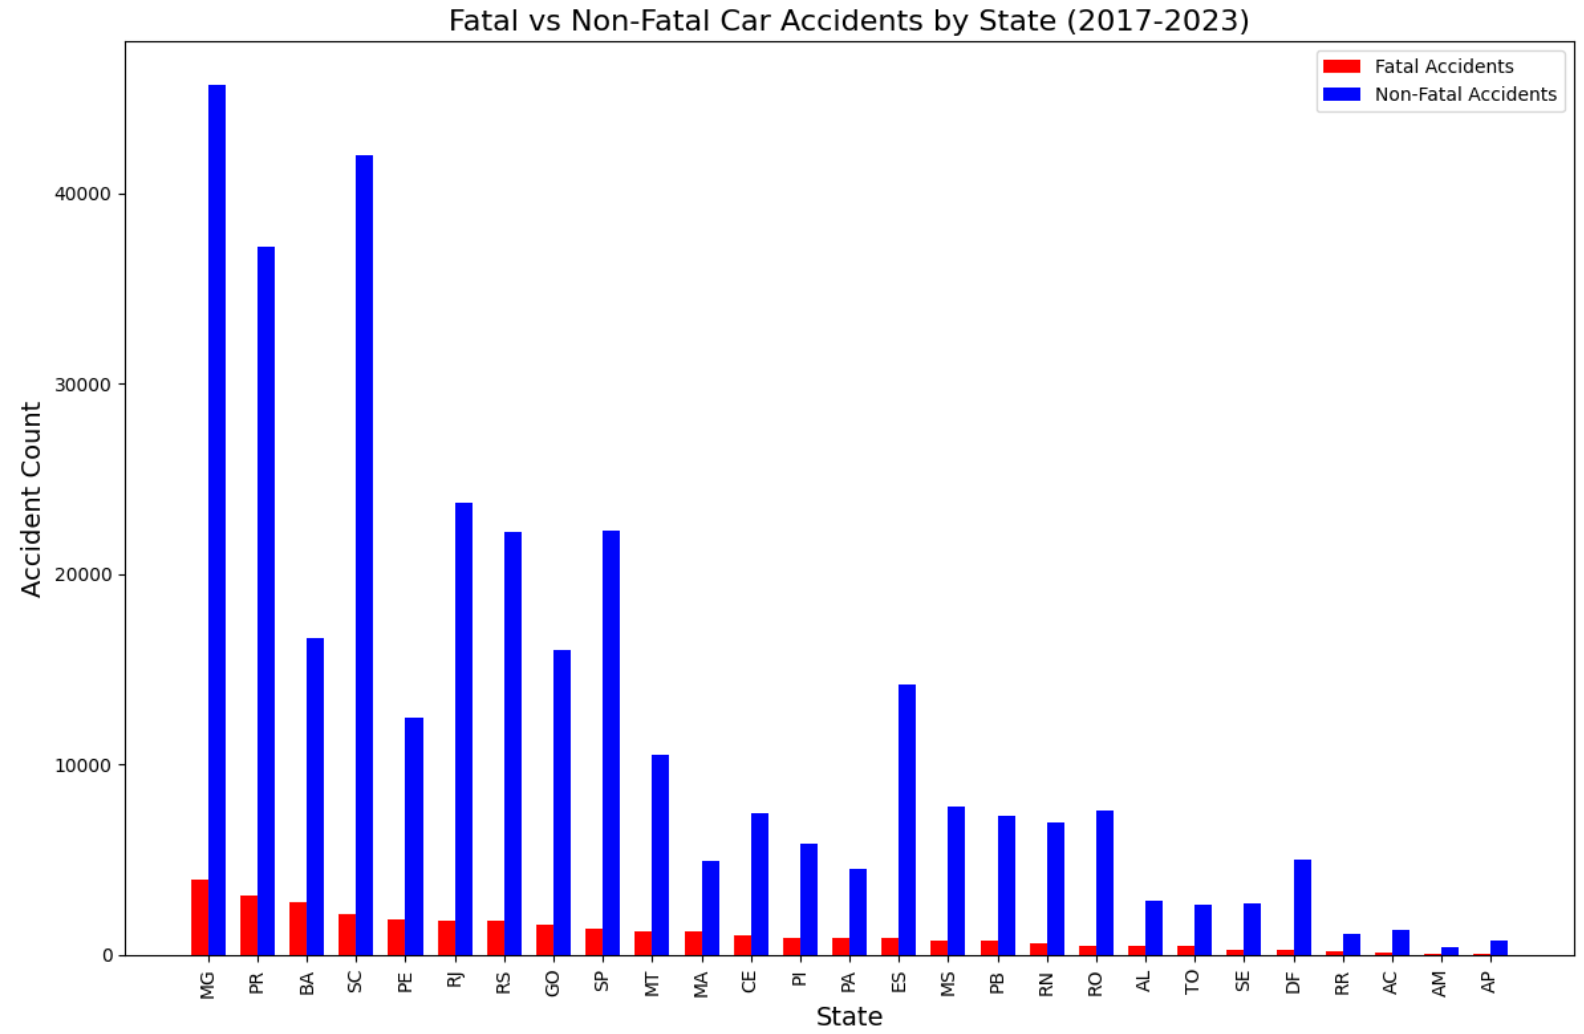 Fatal vs Non-Fatal Car Accidents by State (2017-2023)
Fatal Accidents
Non-Fatal Accidents
Accident Count
40000
30000
20000
10000
0
MG
PR
BA
SC
PE
RJ
RS
GO
SP
MT
MA
CE
PI
PA
ES
MS
PB
RN
RO
AL
TO
SE
DF
RR
AC
AM
AP
State